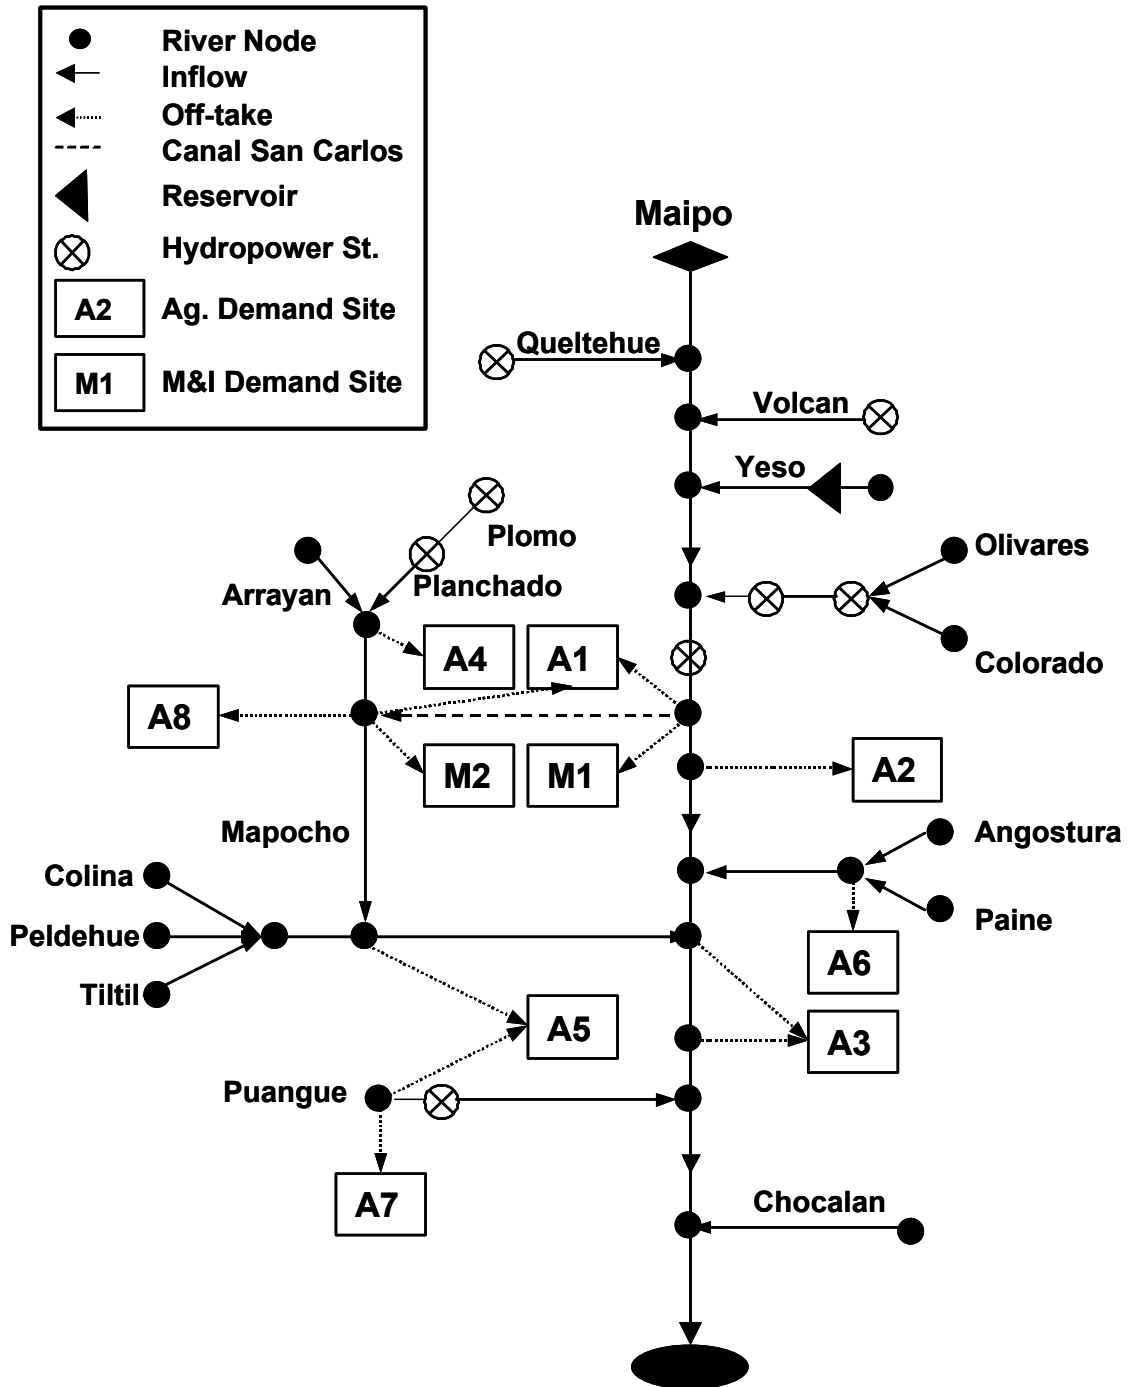 River Node
Inflow
Off-take
Canal San Carlos
Reservoir
Hydropower St.
A2 Ag. Demand Site
M1 M&I Demand Site
Maipo
Queltehue
Volcan
Yeso
Plomo
Olivares
Planchado
Arrayan
Colorado
A4
A1
A8
M2
M1
A2
Mapocho
Angostura
Colina
Paine
Peldehue
A6
Tiltil
A5
A3
Puangue
A7
Chocalan